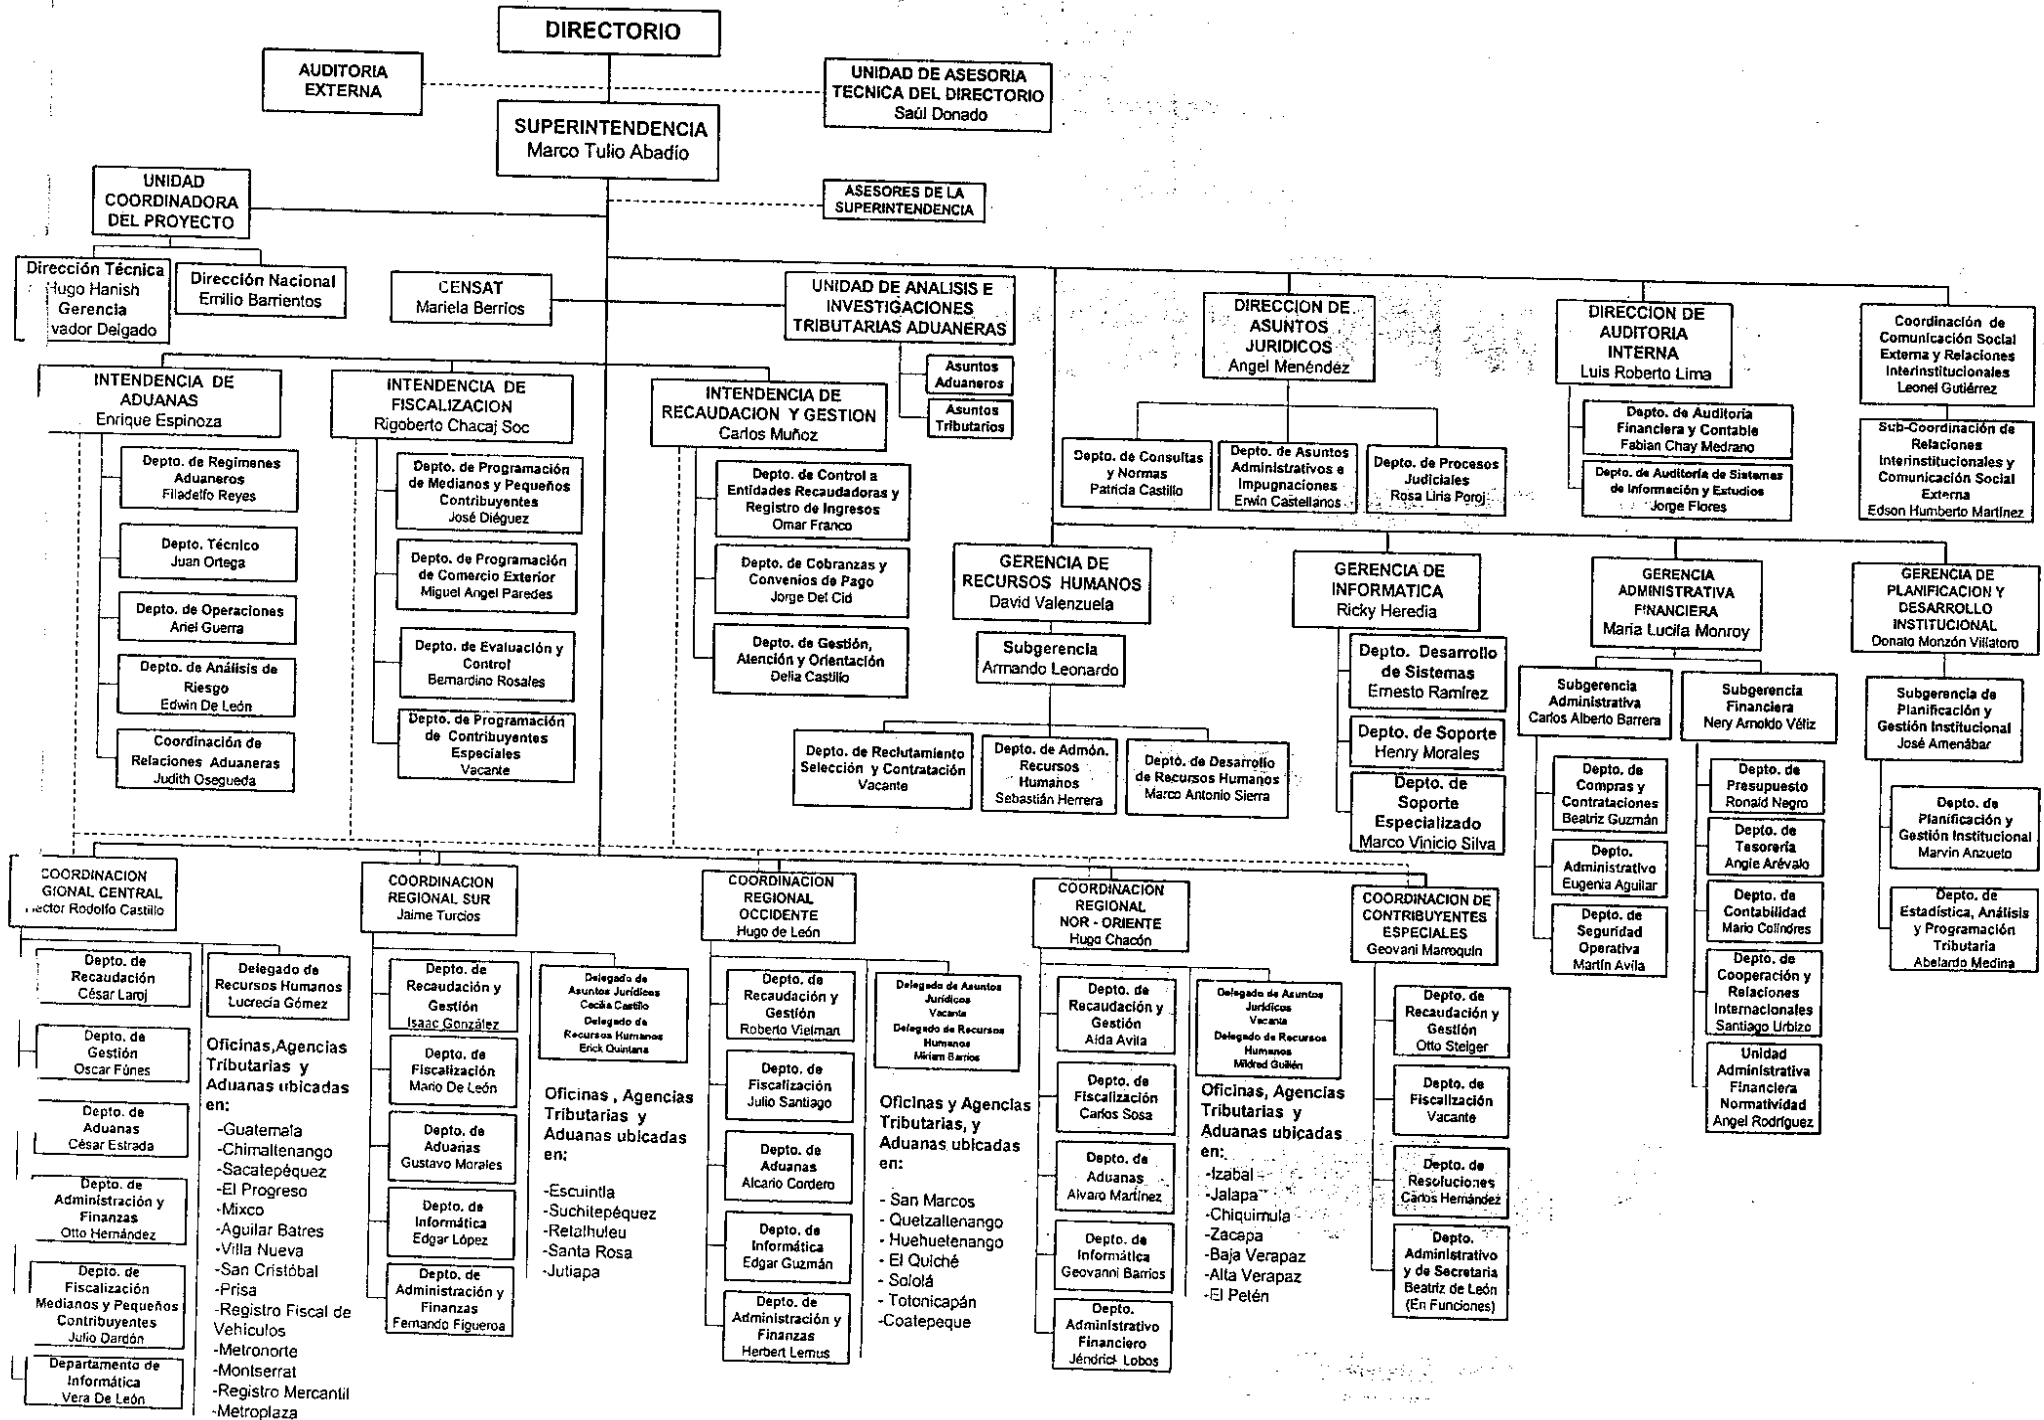 DIRECTORIO
AUDITORIA
EXTERNA
UNIDAD DE ASESORIA
TECNICA DEL DIRECTORIO
Saúl Donado
SUPERINTENDENCIA
Marco Tulio Abadío
UNIDAD
COORDINADORA
DEL PROYECTO
ASESORES DE LA
SUPERINTENDENCIA
Dirección Técnica
Hugo Hanish
Gerencia
vador Delgado
Dirección Nacional
Emilio Barrientos
CENSAT
Mariela Berrios
UNIDAD DE ANALISIS E
INVESTIGACIONES
TRIBUTARIAS ADUANERAS
Asuntos
Aduaneros
Asuntos
Tributarios
DIRECCION DE
ASUNTOS
JURIDICOS
Angel Menéndez
DIRECCION DE
AUDITORIA
INTERNA
Luis Roberto Lima
Coordinación de
Comunicación Social
Externa y Relaciones
Interinstitucionales
Leonel Gutiérrez
INTENDENCIA DE
ADUANAS
Enrique Espinoza
INTENDENCIA DE
FISCALIZACION
Rigoberto Chacaj Soc
INTENDENCIA DE
RECAUDACION Y GESTION
Carlos Muñoz
Depto. de Consultas
y Normas
Patricia Castillo
Depto. de Asuntos
Administrativos e
Impugnaciones
Erwin Castellanos
Depto. de Procesos
Judiciales
Rosa Liria Poroj
Depto. de Auditoria
Financiera y Contable
Fabian Chay Medrano
Depto. de Auditoría de Sistemas
de Información y Estudios
Jorge Flores
Sub-Coordinación de
Relaciones
Interinstitucionales y
Comunicación Social
Externa
Edson Humberto Martínez
Depto. de Regímenes
Aduaneros
Filadelfo Reyes
Depto. Técnico
Juan Ortega
Depto. de Operaciones
Ariel Guerra
Depto. de Análisis de
Riesgo
Edwin De León
Coordinación de
Relaciones Aduaneras
Judith Osegueda
Depto. de Programación
de Medianos y Pequeños
Contribuyentes
José Diéguez
Depto. de Programación
de Comercio Exterior
Miguel Angel Paredes
Depto. de Evaluación y
Control
Bernardino Rosales
Depto. de Programación
de Contribuyentes
Especiales
Vacante
Depto. de Control a
Entidades Recaudadoras y
Registro de Ingresos
Omar Franco
Depto. de Cobranzas y
Convenios de Pago
Jorge Del Cid
Depto. de Gestión,
Atención y Orientación
Delia Castillo
GERENCIA DE
RECURSOS HUMANOS
David Valenzuela
Subgerencia
Armando Leonardo
Depto. de Reclutamiento
Selección y Contratación
Vacante
Depto. de Admón.
Recursos
Humanos
Sebastián Herrera
Depto. de Desarrollo
de Recursos Humanos
Marco Antonio Sierra
GERENCIA DE
INFORMATICA
Ricky Heredia
Depto. Desarrollo
de Sistemas
Ernesto Ramírez
Depto. de Soporte
Henry Morales
Depto. de
Soporte
Especializado
Marco Vinicio Silva
GERENCIA
ADMINISTRATIVA
FINANCIERA
Maria Lucila Monroy
Subgerencia
Administrativa
Carlos Alberto Barrera
Depto. de
Compras y
Contrataciones
Beatriz Guzmán
Depto.
Administrativo
Eugenia Aguilar
Depto. de
Seguridad
Operativa
Martín Avila
Subgerencia
Financiera
Nery Arnoldo Véliz
Depto. de
Presupuesto
Ronald Negro
Depto. de
Tesorería
Angie Arévalo
Depto. de
Contabilidad
Mario Colindres
Depto. de
Cooperación y
Relaciones
Internacionales
Santiago Urbizo
Unidad
Administrativa
Financiera
Normatividad
Angel Rodríguez
GERENCIA DE
PLANIFICACION Y
DESARROLLO
INSTITUCIONAL
Donato Monzón Villatoro
Subgerencia de
Planificación y
Gestión Institucional
José Amenábar
Depto. de
Planificación y
Gestión Institucional
Marvin Anzueto
Depto. de
Estadística, Análisis
y Programación
Tributaria
Abelardo Medina
COORDINACION
GIONAL CENTRAL
Hector Rodolfo Castillo
Depto. de
Recaudación
César Laroj
Depto. de
Gestión
Oscar Fúnes
Depto. de
Aduanas
César Estrada
Depto. de
Administración y
Finanzas
Otto Hernández
Depto. de
Fiscalización
Medianos y Pequeños
Contribuyentes
Julio Dardón
Departamento de
Informática
Vera De León
Delegado de
Recursos Humanos
Lucrecia Gómez
Oficinas,Agencias
Tributarias y
Aduanas ubicadas
en:
-Guatemala
-Chimaltenango
-Sacatepéquez
-El Progreso
-Mixco
-Aguilar Batres
-Villa Nueva
-San Cristóbal
-Prisa
-Registro Fiscal de
Vehículos
-Metronorte
-Montserrat
-Registro Mercantil
-Metroplaza
COORDINACION
REGIONAL SUR
Jaime Turcios
Depto. de
Recaudación y
Gestión
Isaac González
Depto. de
Fiscalización
Mario De León
Depto. de
Aduanas
Gustavo Morales
Depto. de
Informática
Edgar López
Depto. de
Administración y
Finanzas
Fernando Figueroa
Delegado de
Asuntos Jurídicos
Cecilia Castillo
Delegado de
Recursos Humanos
Erick Quintana
Oficinas , Agencias
Tributarias y
Aduanas ubicadas
en:
-Escuintla
-Suchitepéquez
-Retalhuleu
-Santa Rosa
-Jutiapa
COORDINACION
REGIONAL
OCCIDENTE
Hugo de León
Depto. de
Recaudación y
Gestión
Roberto Vielman
Depto. de
Fiscalización
Julio Santiago
Depto. de
Aduanas
Alcario Cordero
Depto. de
Informática
Edgar Guzmán
Depto. de
Administración y
Finanzas
Herbert Lemus
Delegado de Asuntos
Jurídicos
Vacante
Delegado de Recursos
Humanos
Miriam Barrios
Oficinas y Agencias
Tributarias, y
Aduanas ubicadas
en:
- San Marcos
- Quetzaltenango
- Huehuetenango
- El Quiché
- Sololá
- Totonicapán
-Coatepeque
COORDINACION
REGIONAL
NOR - ORIENTE
Hugo Chacón
Depto. de
Recaudación y
Gestión
Aida Avila
Depto. de
Fiscalización
Carlos Sosa
Depto. de
Aduanas
Alvaro Martínez
Depto. de
Informática
Geovanni Barrios
Depto.
Administrativo
Financiero
Jéndrick Lobos
Delegado de Asuntos
Jurídicos
Vacante
Delegado de Recursos
Humanos
Mildred Guillén
Oficinas, Agencias
Tributarias y
Aduanas ubicadas
en:
-Izabal
-Jalapa
-Chiquimula
-Zacapa
-Baja Verapaz
-Alta Verapaz
-El Petén
COORDINACION DE
CONTRIBUYENTES
ESPECIALES
Geovani Marroquin
Depto. de
Recaudación y
Gestión
Otto Steiger
Depto. de
Fiscalización
Vacante
Depto. de
Resoluciones
Carlos Hernández
Depto.
Administrativo
y de Secretaria
Beatriz de León
(En Funciones)